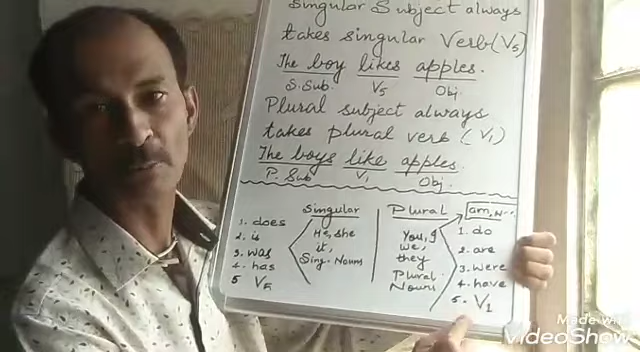 Singular Subject always
takes singular Verb (V5)
The boy likes apples.
S. Sub. V5 Obj.
Plural subject always
takes plural verb (V1)
The boys like apples.
P. Sub V1 Obj.
Singular
1. does
2. is
3. was
4. has
5 V5
He, she
it,
Sing. Nouns
Plural
You, I
we,
they
Plural
Nouns
am,
1. do
2. are
3. were
4. have
5. V1
Made with
VideoShow